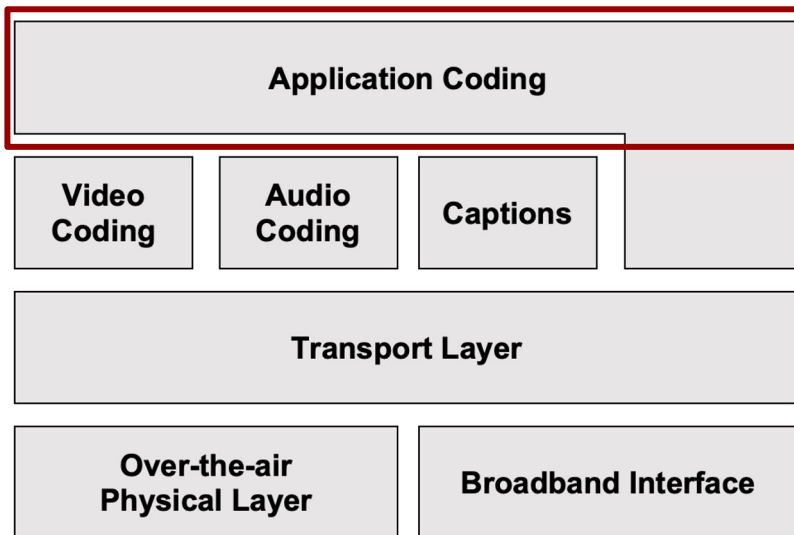 Application Coding
Video
Coding
Audio
Coding
Captions
Transport Layer
Over-the-air
Physical Layer
Broadband Interface